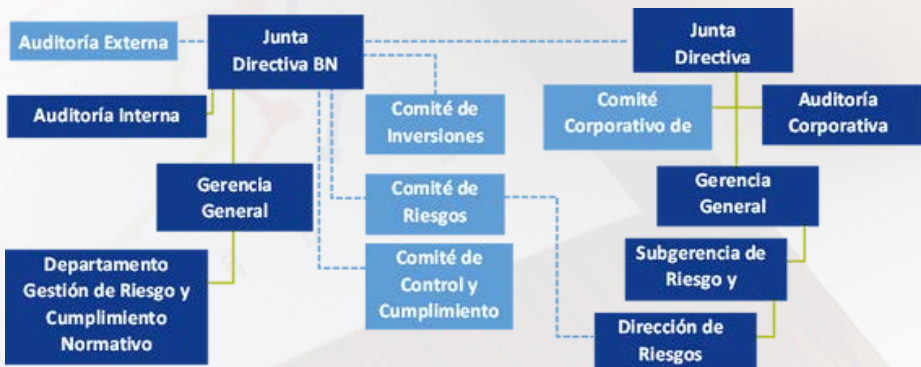 Auditoría Externa
Junta
Directiva BN
Junta
Directiva
Auditoría Interna
Comité de
Inversiones
Comité
Corporativo de
Auditoría
Corporativa
Gerencia
General
Comité de
Riesgos
Gerencia
General
Departamento
Gestión de Riesgo y
Cumplimiento
Normativo
Comité de
Control y
Cumplimiento
Subgerencia de
Riesgo y
Dirección de
Riesgos